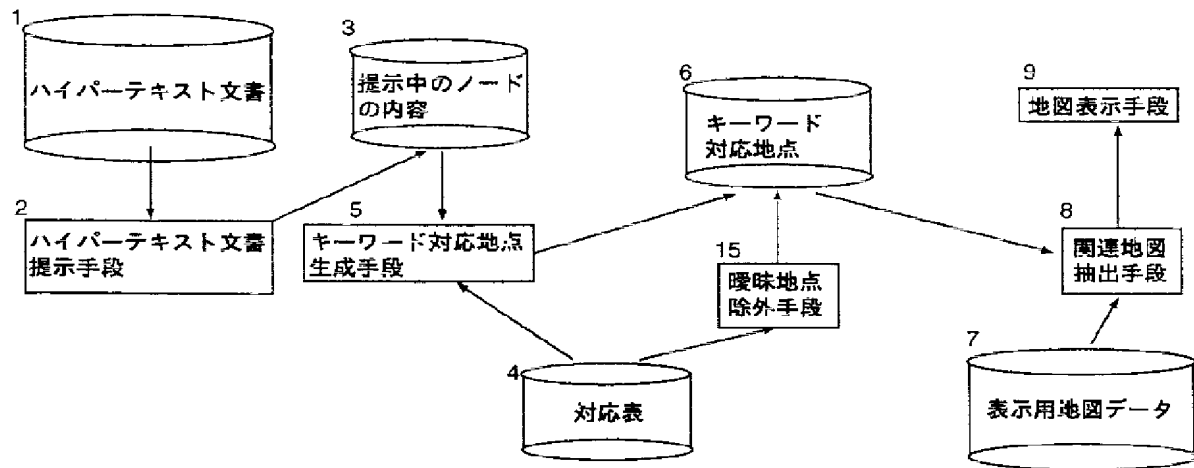 1
ハイパーテキスト文書
2
ハイパーテキスト文書
提示手段
3
提示中のノード
の内容
5
キーワード対応地点
生成手段
4
対応表
6
キーワード
対応地点
15
曖昧地点
除外手段
9
地図表示手段
8
関連地図
抽出手段
7
表示用地図データ